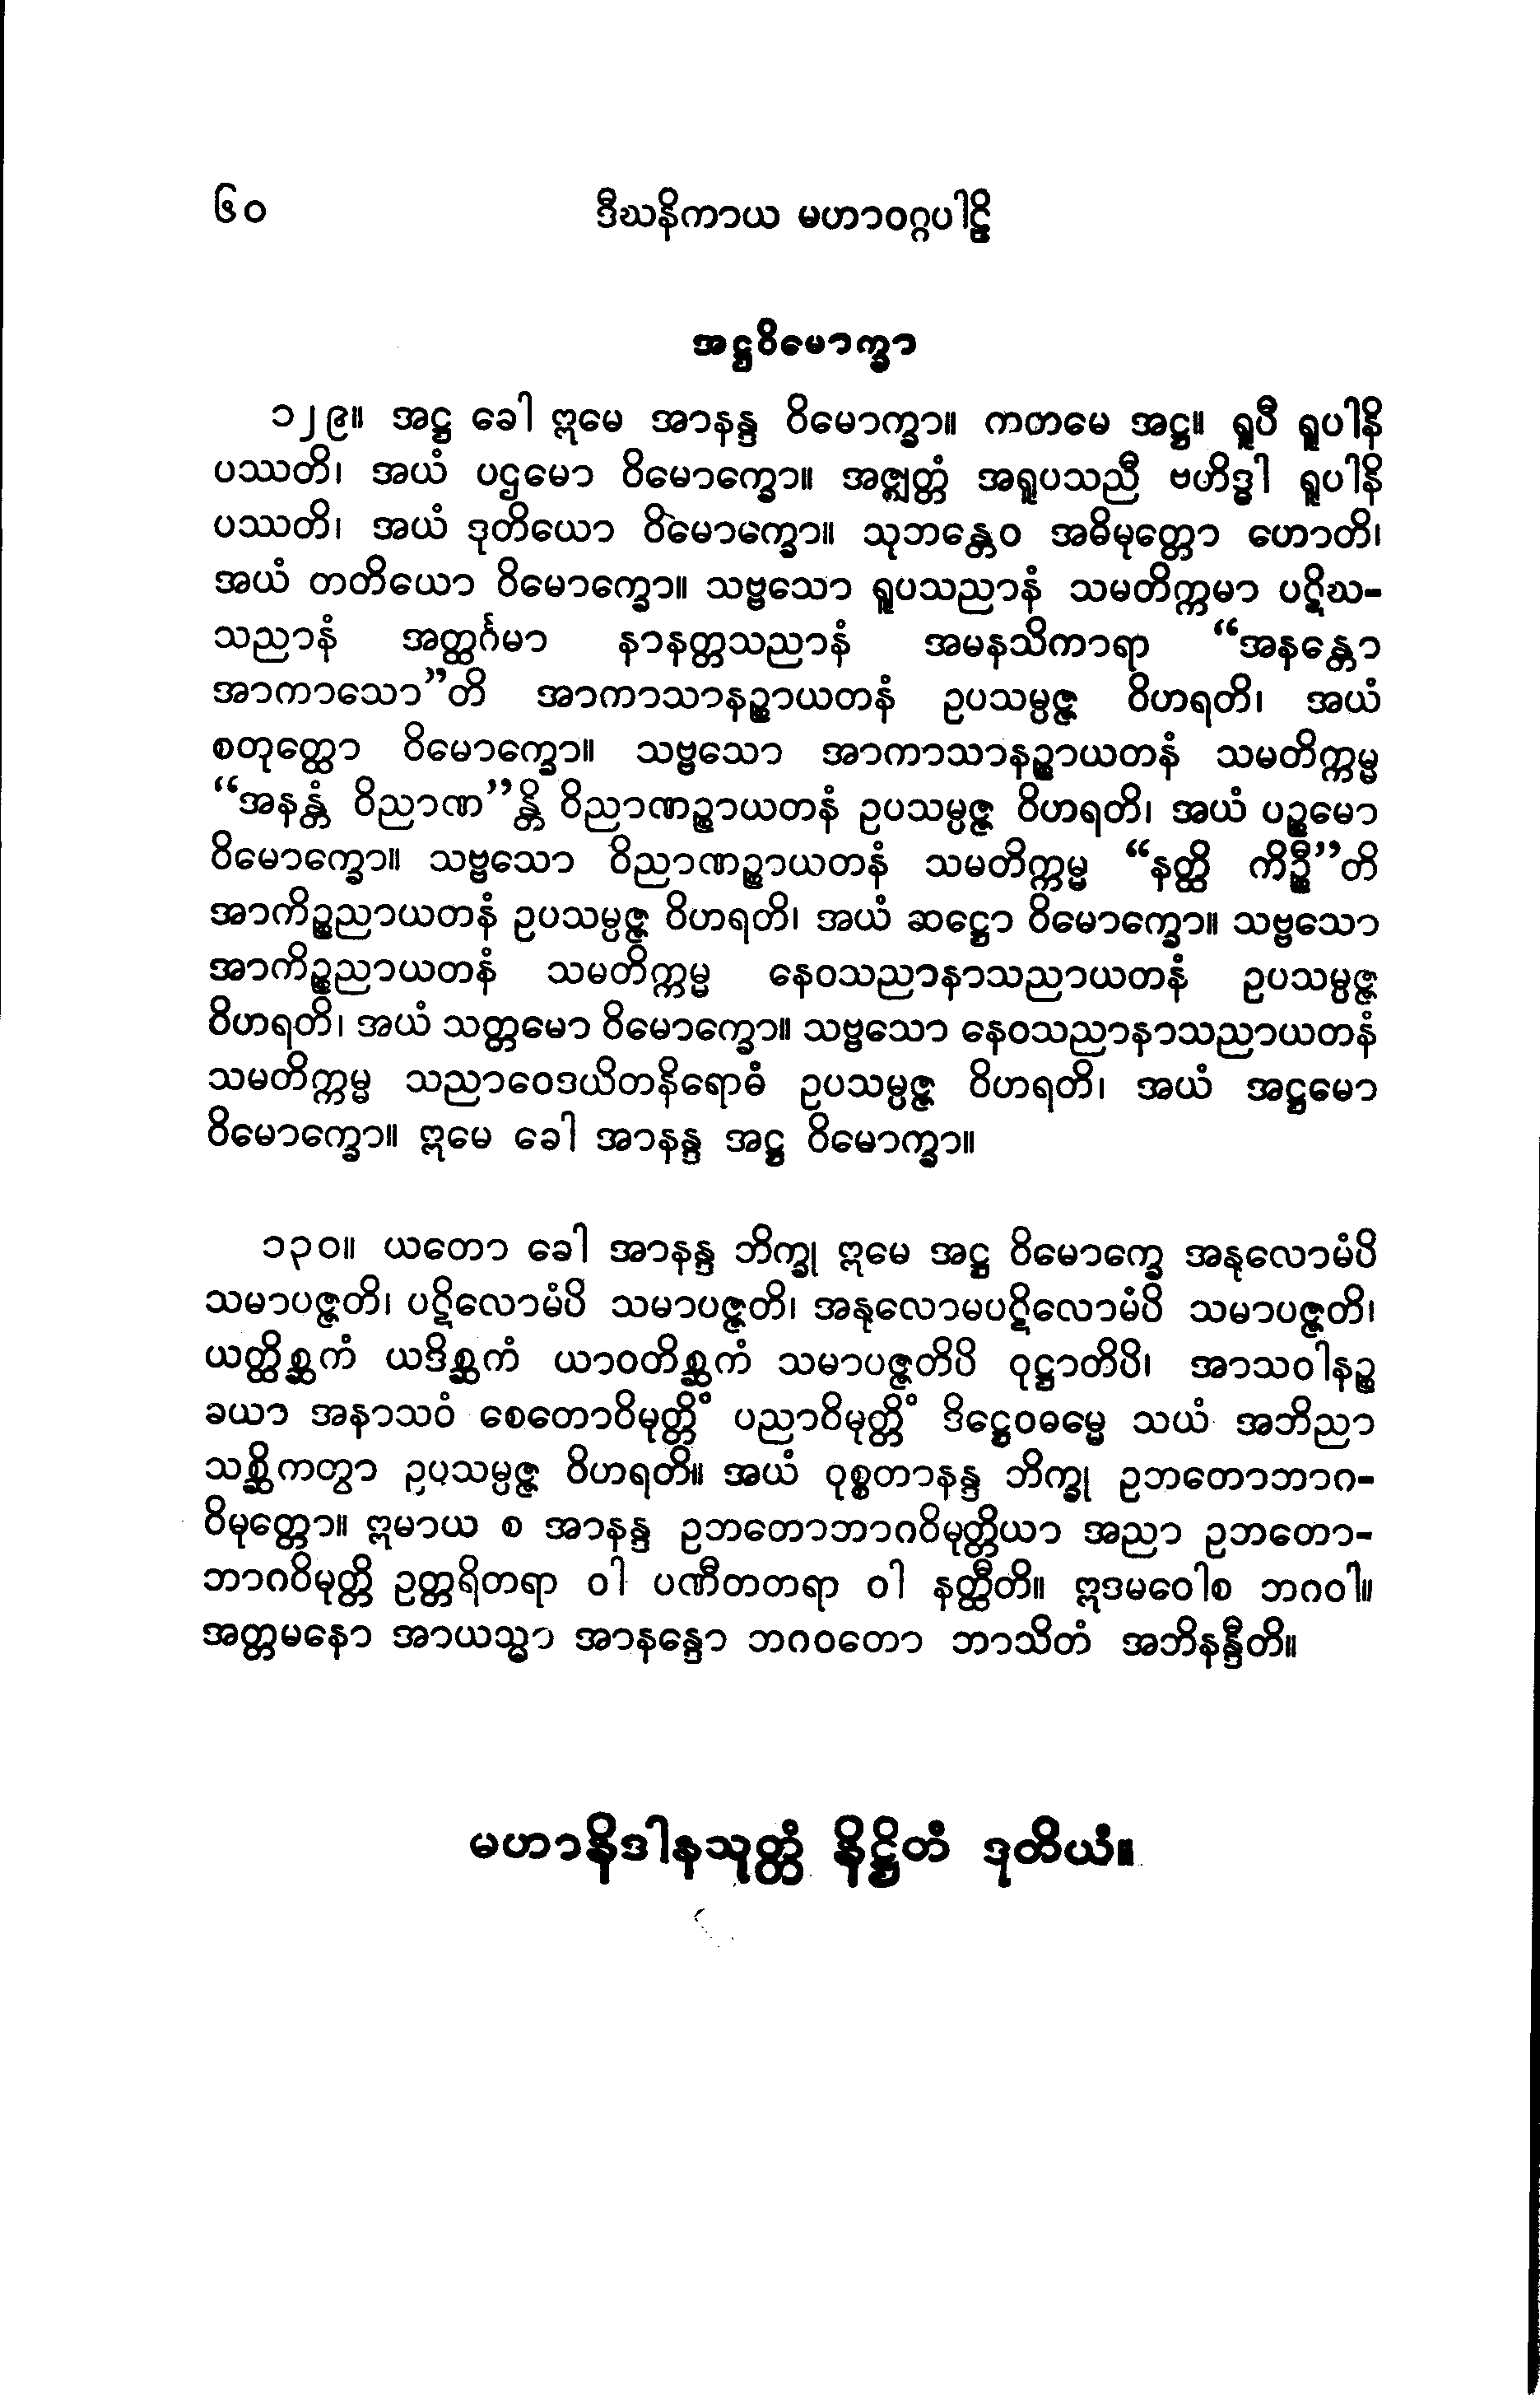 ၆၀ ဒီဃနိကာယ မဟာဝဂ္ဂပါဠိ
အဋ္ဌဝိမောက္ခာ
၁၂၉။ အဋ္ဌ ခေါ ဣမေ အာနန္ဒ ဝိမောက္ခာ။ ကတမေ အဋ္ဌ။ ရူပီ ရူပါနိ
ပဿတိ၊ အယံ ပဌမော ဝိမောက္ခော။ အဇ္ဈတ္တံ အရူပသညီ ဗဟိဒ္ဓါ ရူပါနိ
ပဿတိ၊ အယံ ဒုတိယော ဝိမောက္ခော။ သုဘန္တေဝ အဓိမုတ္တော ဟောတိ၊
အယံ တတိယော ဝိမောက္ခော။ သဗ္ဗသော ရူပသညာနံ သမတိက္ကမာ ပဋိဃ-
သညာနံ အတ္ထင်္ဂမာ နာနတ္တသညာနံ အမနသိကာရာ “အနန္တော
အာကာသော”တိ အာကာသာနဉ္စာယတနံ ဥပသမ္ပဇ္ဇ ဝိဟရတိ၊ အယံ
စတုတ္ထော ဝိမောက္ခော။ သဗ္ဗသော အာကာသာနဉ္စာယတနံ သမတိက္ကမ္မ
“အနန္တံ ဝိညာဏ”န္တိ ဝိညာဏဉ္စာယတနံ ဥပသမ္ပဇ္ဇ ဝိဟရတိ၊ အယံ ပဉ္စမော
ဝိမောက္ခော။ သဗ္ဗသော ဝိညာဏဉ္စာယတနံ သမတိက္ကမ္မ “နတ္ထိ ကိဉ္စီ”တိ
အာကိဉ္စညာယတနံ ဥပသမ္ပဇ္ဇ ဝိဟရတိ၊ အယံ ဆဋ္ဌော ဝိမောက္ခော။ သဗ္ဗသော
အာကိဉ္စညာယတနံ သမတိက္ကမ္မ နေဝသညာနာသညာယတနံ ဥပသမ္ပဇ္ဇ
ဝိဟရတိ၊ အယံ သတ္တမော ဝိမောက္ခော။ သဗ္ဗသော နေဝသညာနာသညာယတနံ
သမတိက္ကမ္မ သညာဝေဒယိတနိရောဓံ ဥပသမ္ပဇ္ဇ ဝိဟရတိ၊ အယံ အဋ္ဌမော
ဝိမောက္ခော။ ဣမေ ခေါ အာနန္ဒ အဋ္ဌ ဝိမောက္ခာ။
၁၃၀။ ယတော ခေါ အာနန္ဒ ဘိက္ခု ဣမေ အဋ္ဌ ဝိမောက္ခေ အနုလောမံပိ
သမာပဇ္ဇတိ၊ ပဋိလောမံပိ သမာပဇ္ဇတိ၊ အနုလောမပဋိလောမံပိ သမာပဇ္ဇတိ၊
ယတ္ထိစ္ဆကံ ယဒိစ္ဆကံ ယာဝတိစ္ဆကံ သမာပဇ္ဇတိပိ ဝုဋ္ဌာတိပိ၊ အာသဝါနဉ္စ
ခယာ အနာသဝံ စေတောဝိမုတ္တိံ ပညာဝိမုတ္တိံ ဒိဋ္ဌေဝဓမ္မေ သယံ အဘိညာ
သစ္ဆိကတွာ ဥပသမ္ပဇ္ဇ ဝိဟရတိ။ အယံ ဝုစ္စတာနန္ဒ ဘိက္ခု ဥဘတောဘာဂ-
ဝိမုတ္တော။ ဣမာယ စ အာနန္ဒ ဥဘတောဘာဂဝိမုတ္တိယာ အညာ ဥဘတော-
ဘာဂဝိမုတ္တိ ဥတ္တရိတရာ ဝါ ပဏီတတရာ ဝါ နတ္ထီတိ။ ဣဒမဝေါစ ဘဂဝါ။
အတ္တမနော အာယသ္မာ အာနန္ဒော ဘဂဝတော ဘာသိတံ အဘိနန္ဒီတိ။
မဟာနိဒါနသုတ္တံ နိဋ္ဌိတံ ဒုတိယံ။